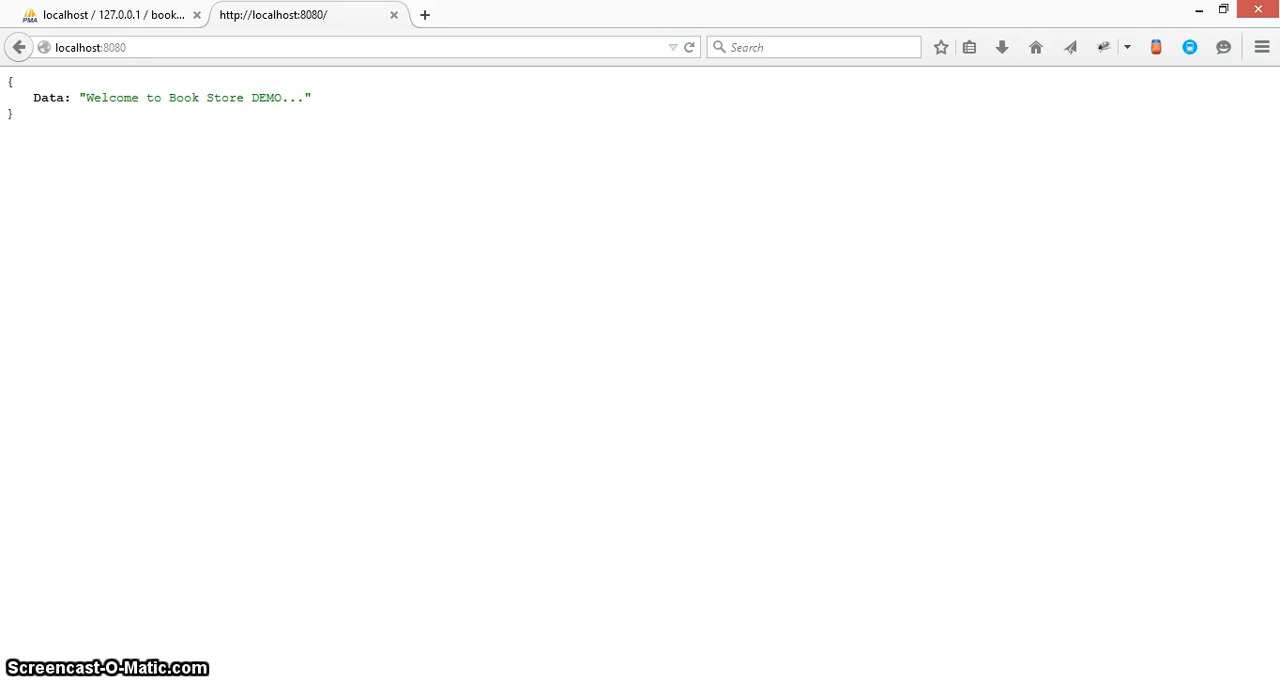 localhost / 127.0.0.1 / book...
http://localhost:8080/
localhost:8080
Search
{
Data: "Welcome to Book Store DEMO..."
}
Screencast-O-Matic.com